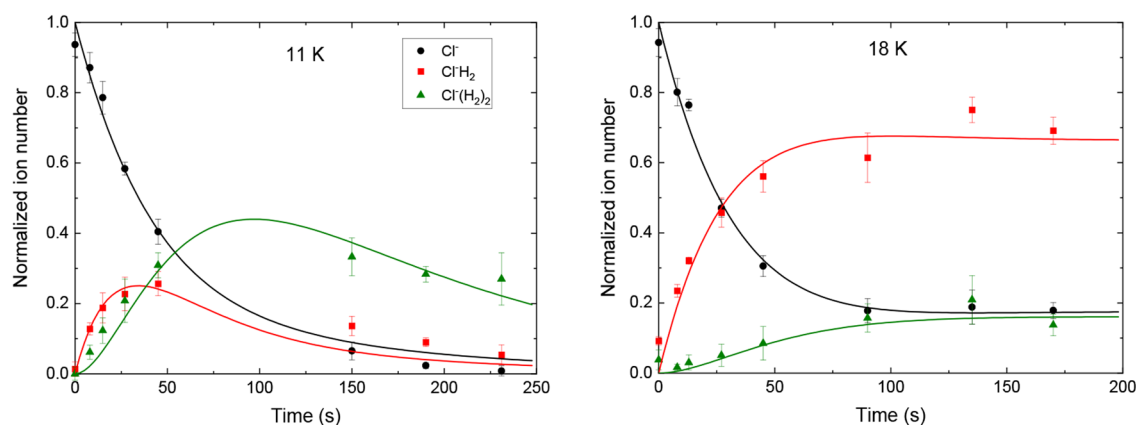 11 K
Cl⁻
Cl⁻H₂
Cl⁻(H₂)₂
Normalized ion number
1.0
0.8
0.6
0.4
0.2
0.0
0 50 100 150 200 250
Time (s)
18 K
Normalized ion number
1.0
0.8
0.6
0.4
0.2
0.0
0 50 100 150 200
Time (s)